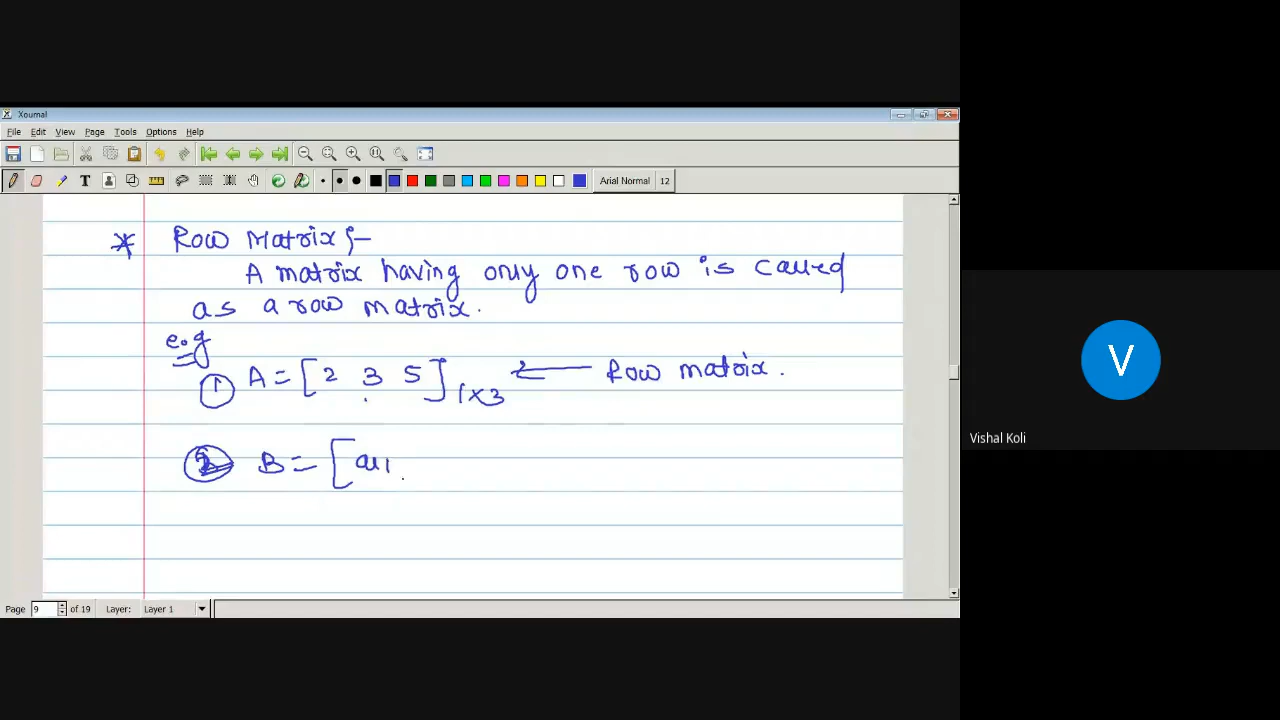 Xournal
File Edit View Page Tools Options Help
T Arial Normal 12
* Row Matrix :-
A matrix having only one row is called
as a row matrix.
e.g
① A = [ 2 3 5 ] 1×3 ← Row matrix.
② B = [ a11
Page 9 of 19 Layer: Layer 1
V
Vishal Koli